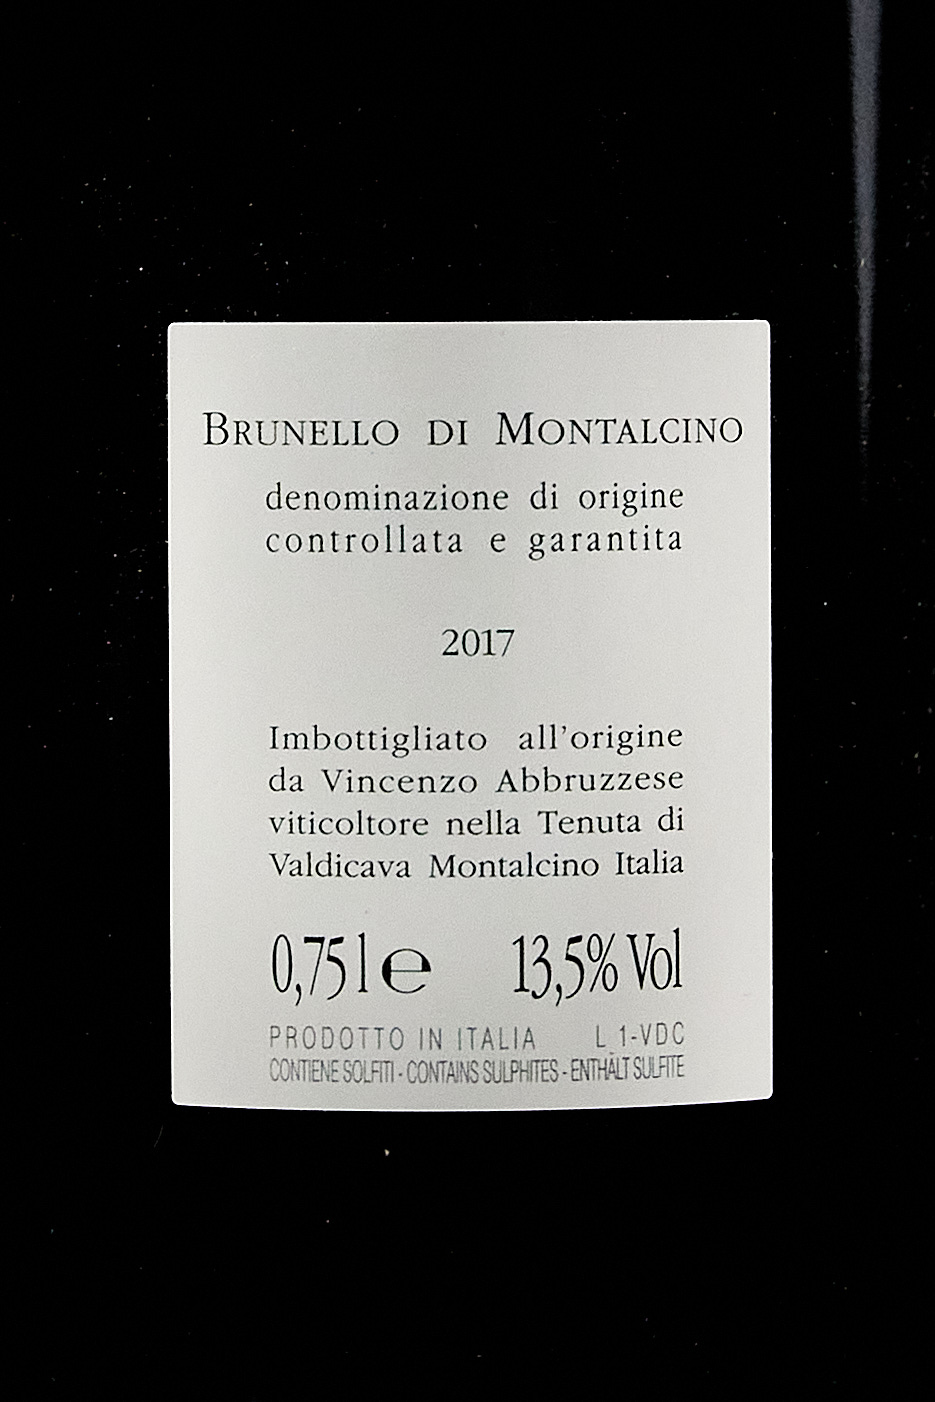 BRUNELLO DI MONTALCINO
denominazione di origine
controllata e garantita
2017
Imbottigliato all'origine
da Vincenzo Abbruzzese
viticoltore nella Tenuta di
Valdicava Montalcino Italia
0,75 l e 13,5% Vol
PRODOTTO IN ITALIA L 1-VDC
CONTIENE SOLFITI - CONTAINS SULPHITES - ENTHÄLT SULFITE